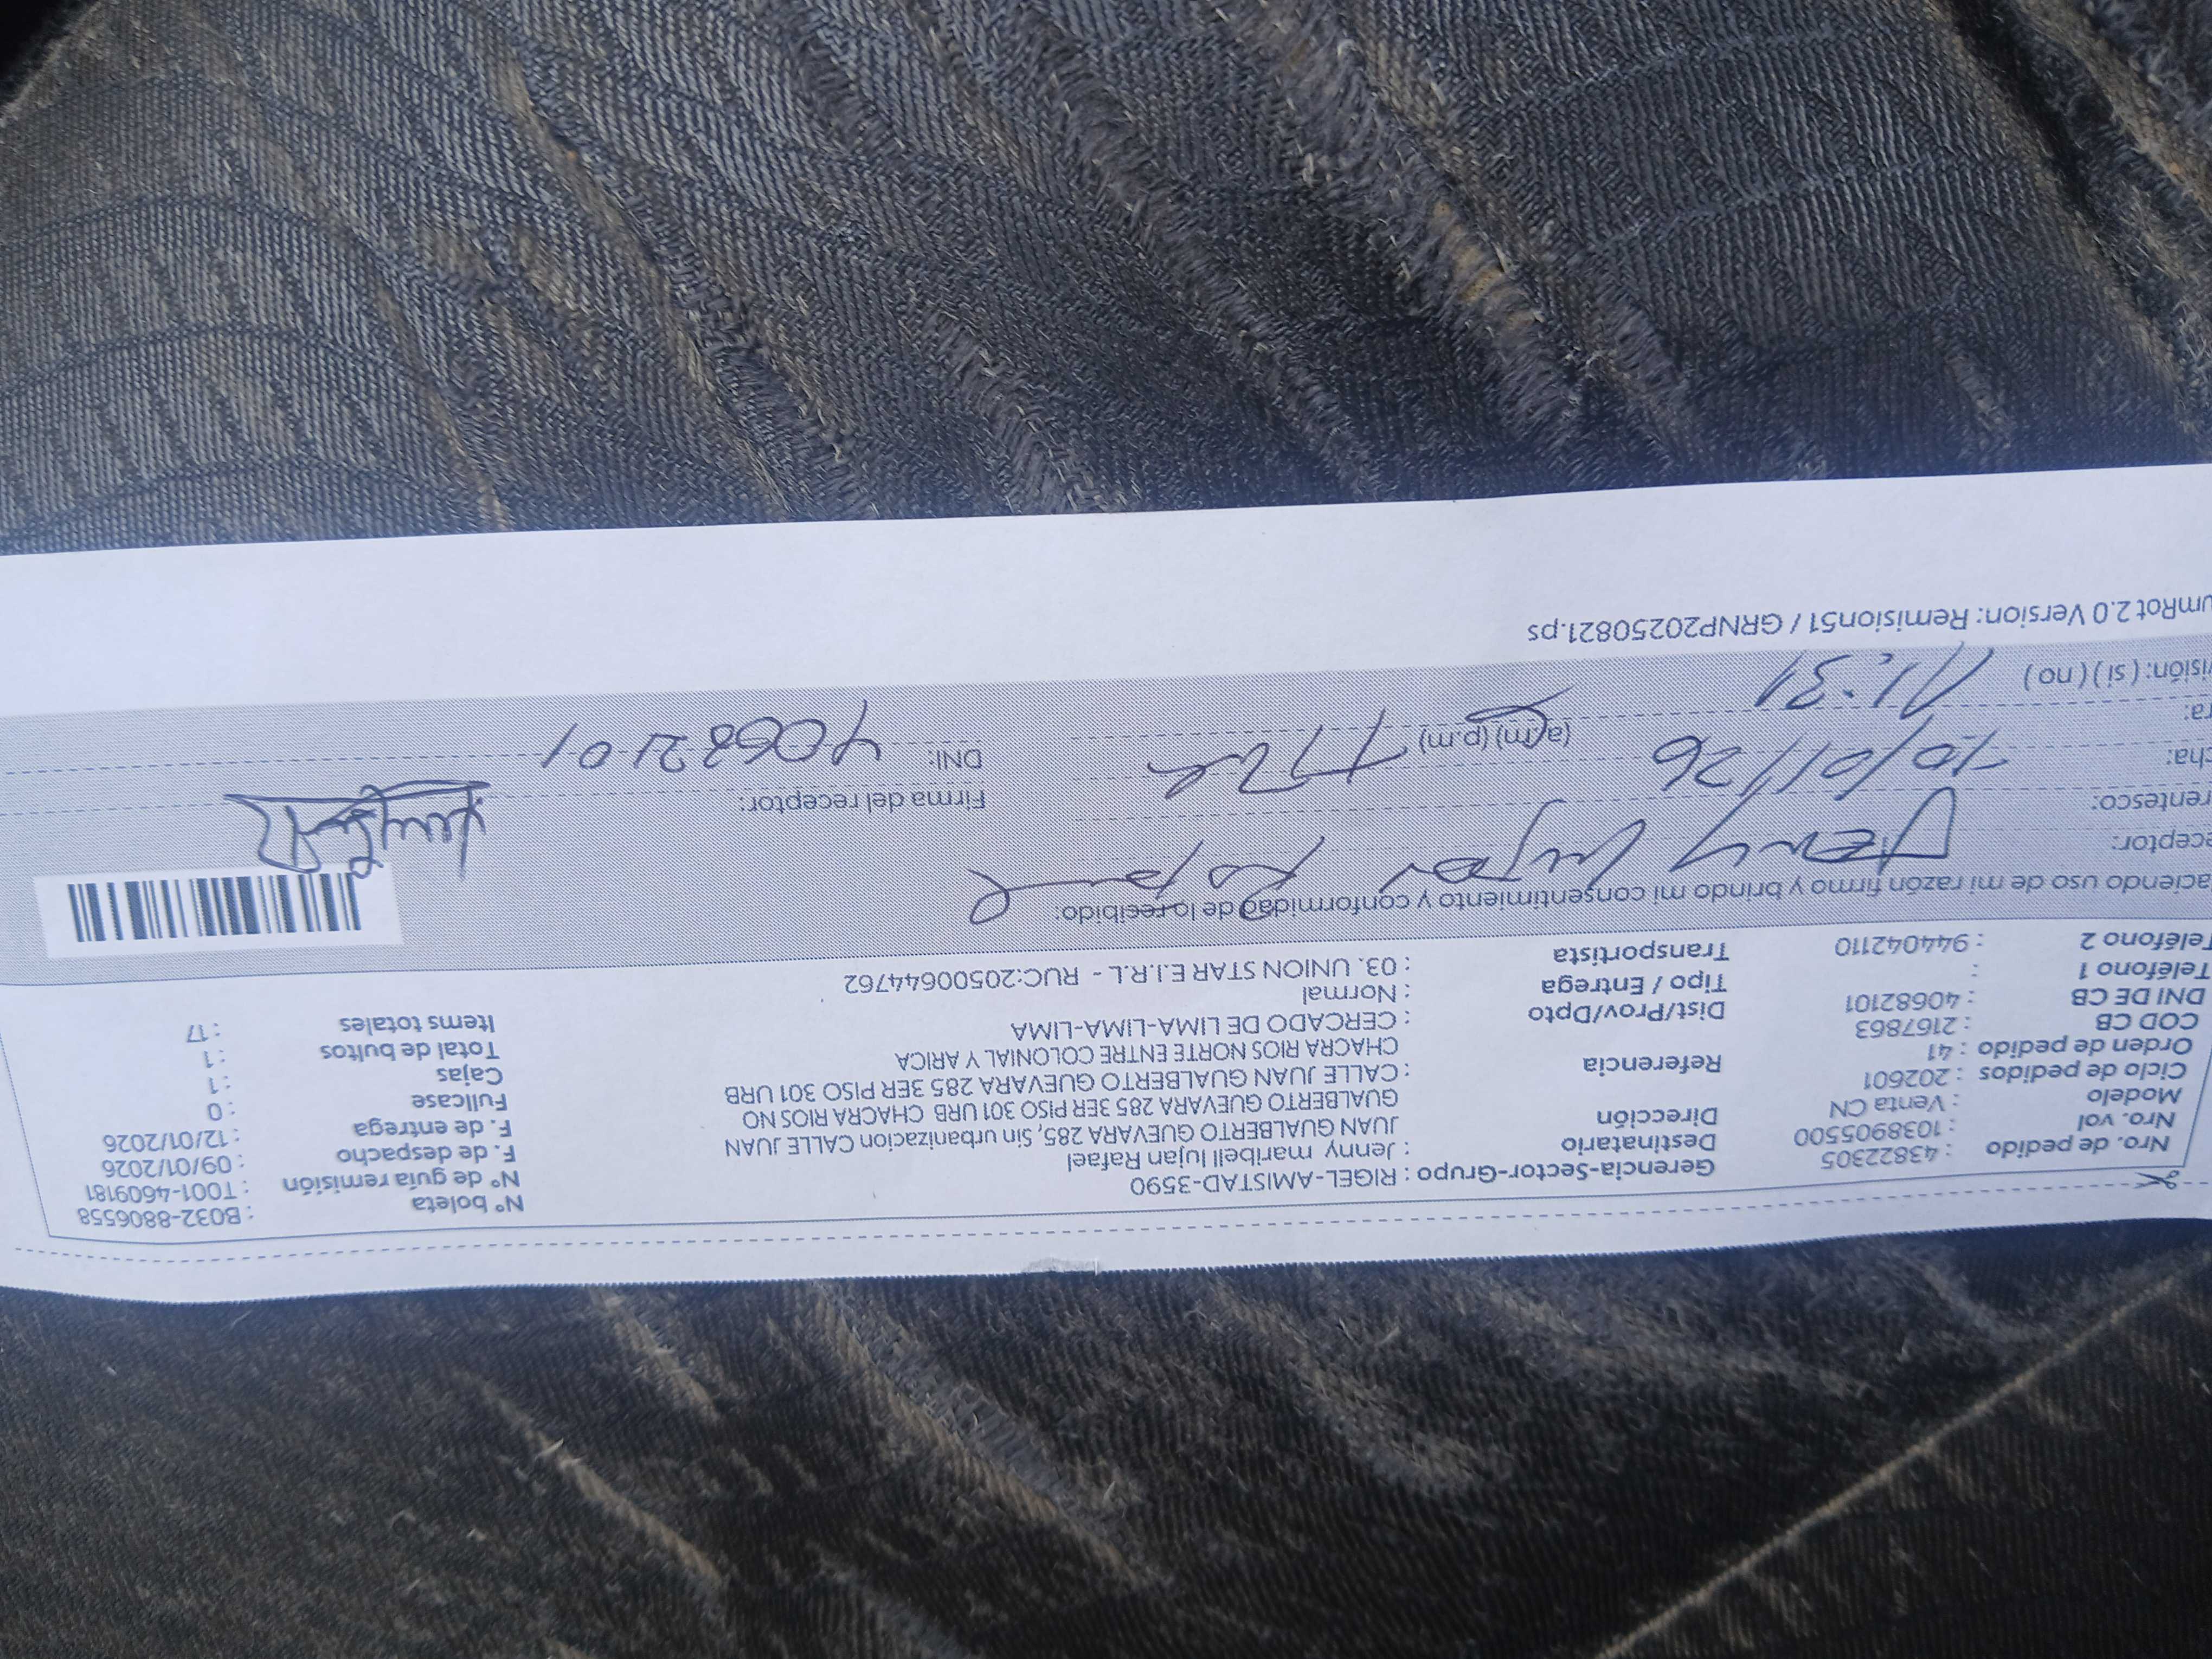 Nro. de pedido : 43822305
Nro. vol : 1038905500
Modelo : Venta CN
Ciclo de pedidos : 202601
Orden de pedido : 41
COD CB : 2167863
DNI DE CB : 40682101
Teléfono 1 :
Teléfono 2 : 944042110
Gerencia-Sector-Grupo : RIGEL-AMISTAD-3590
Destinatario : Jenny maribell lujan Rafael
Dirección JUAN GUALBERTO GUEVARA 285, Sin urbanizacion CALLE JUAN
GUALBERTO GUEVARA 285 3ER PISO 301 URB CHACRA RIOS NO
Referencia : CALLE JUAN GUALBERTO GUEVARA 285 3ER PISO 301 URB
CHACRA RIOS NORTE ENTRE COLONIAL Y ARICA
Dist/Prov/Dpto : CERCADO DE LIMA-LIMA-LIMA
Tipo / Entrega : Normal
Transportista : 03. UNION STAR E.I.R.L - RUC:20500644762
N° boleta : B032-8806558
N° de guía remisión : T001-4609181
F. de despacho : 09/01/2026
F. de entrega : 12/01/2026
Fullcase : 0
Cajas : 1
Total de bultos : 1
Items totales : 17
aciendo uso de mi razón firmo y brindo mi consentimiento y conformidad de lo recibido:
eceptor: Jenny Lujan Rafael
rentesco:
cha: 10/01/26
ra: 11:31 (a.m) (p.m)
isión: ( si ) ( no )
Firma del receptor:
DNI: 40682101
umRot 2.0 Version: Remision51 / GRNP20250821.ps